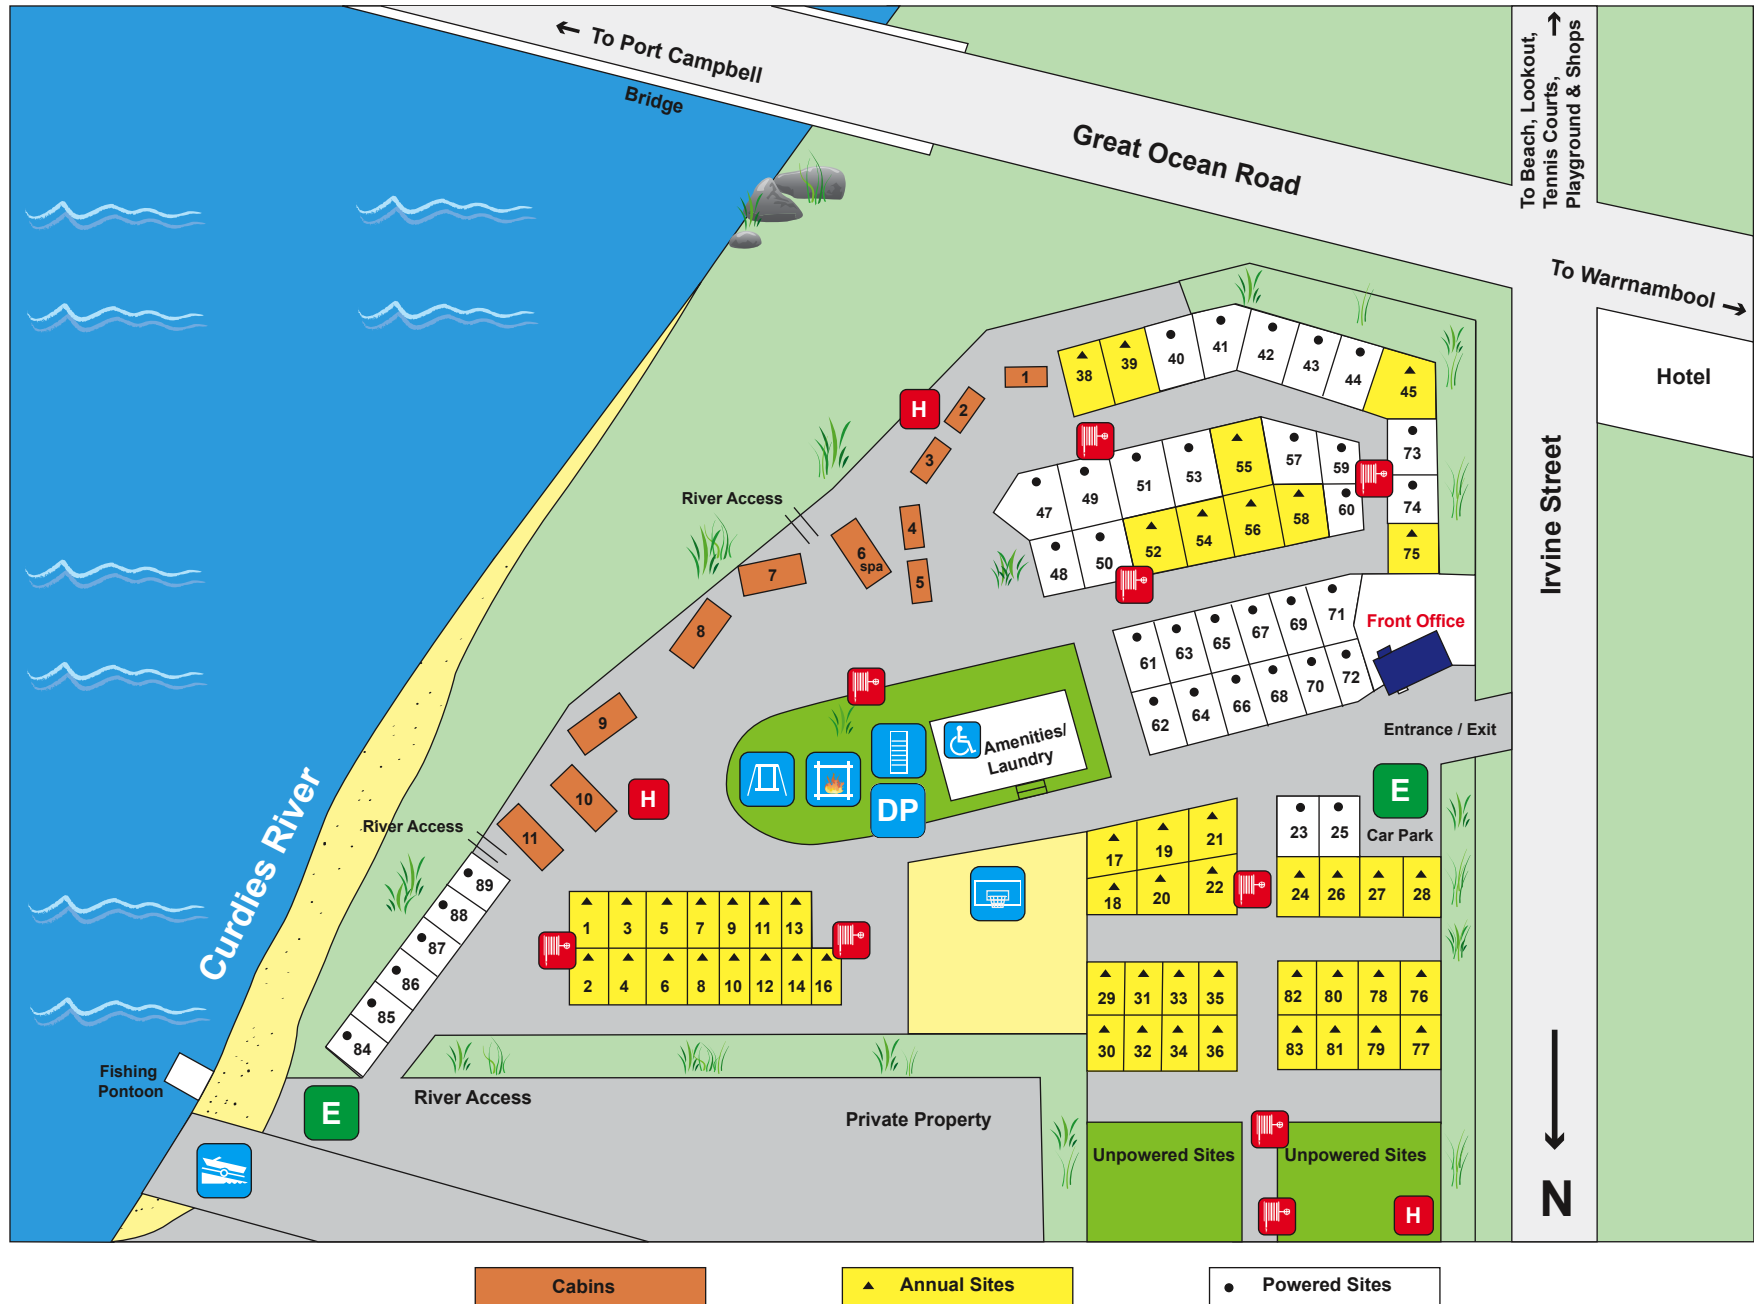 ← To Port Campbell
Bridge
Great Ocean Road
To Beach, Lookout, →
Tennis Courts,
Playground & Shops
To Warrnambool →
Hotel
Irvine Street
N
1
2
3
4
5
6
spa
7
8
9
10
11
H
River Access
38
39
40
41
42
43
44
45
73
74
75
47
49
51
53
55
57
59
48
50
52
54
56
58
60
61
63
65
67
69
71
62
64
66
68
70
72
Front Office
Entrance / Exit
E
Car Park
Amenities/
Laundry
DP
H
River Access
17
19
21
18
20
22
23
25
24
26
27
28
89
88
87
86
85
84
1
3
5
7
9
11
13
2
4
6
8
10
12
14
16
29
31
33
35
30
32
34
36
82
80
78
76
83
81
79
77
Curdies River
Fishing
Pontoon
E
River Access
Private Property
Unpowered Sites
Unpowered Sites
H
Cabins
Annual Sites
Powered Sites